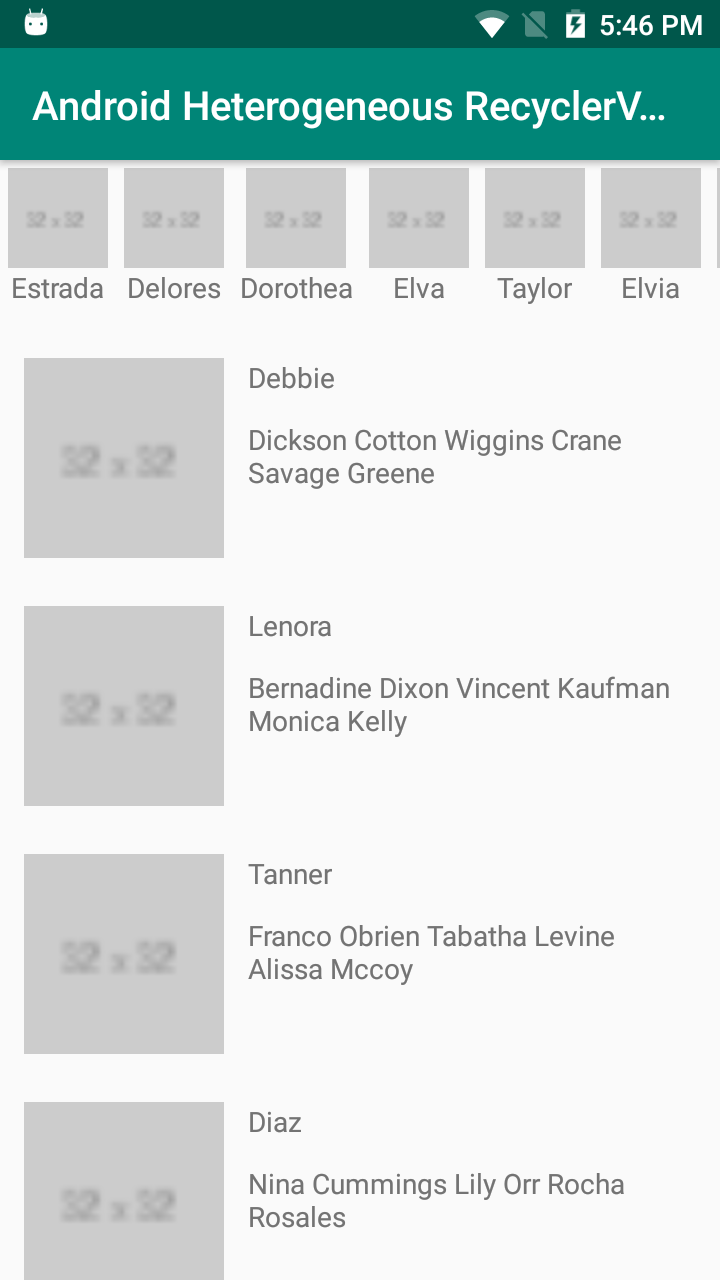 5:46 PM
Android Heterogeneous RecyclerV...
32 x 32 32 x 32 32 x 32 32 x 32 32 x 32 32 x 32
Estrada Delores Dorothea Elva Taylor Elvia
32 x 32
Debbie
Dickson Cotton Wiggins Crane
Savage Greene
32 x 32
Lenora
Bernadine Dixon Vincent Kaufman
Monica Kelly
32 x 32
Tanner
Franco Obrien Tabatha Levine
Alissa Mccoy
32 x 32
Diaz
Nina Cummings Lily Orr Rocha
Rosales